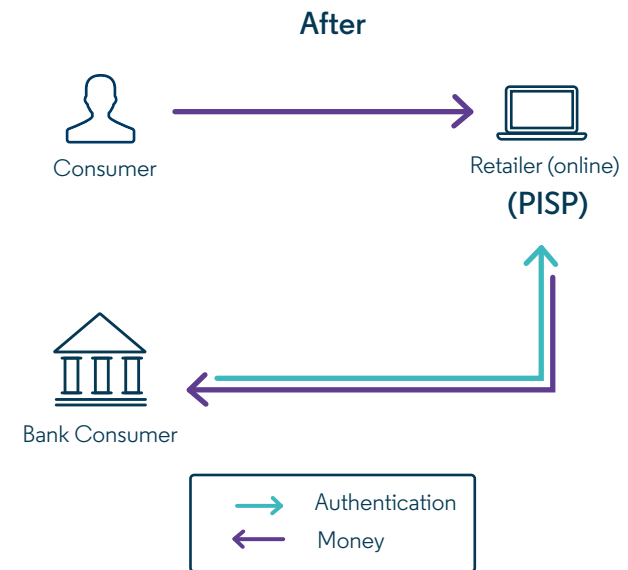 After
Consumer
Retailer (online)
(PISP)
Bank Consumer
Authentication
Money